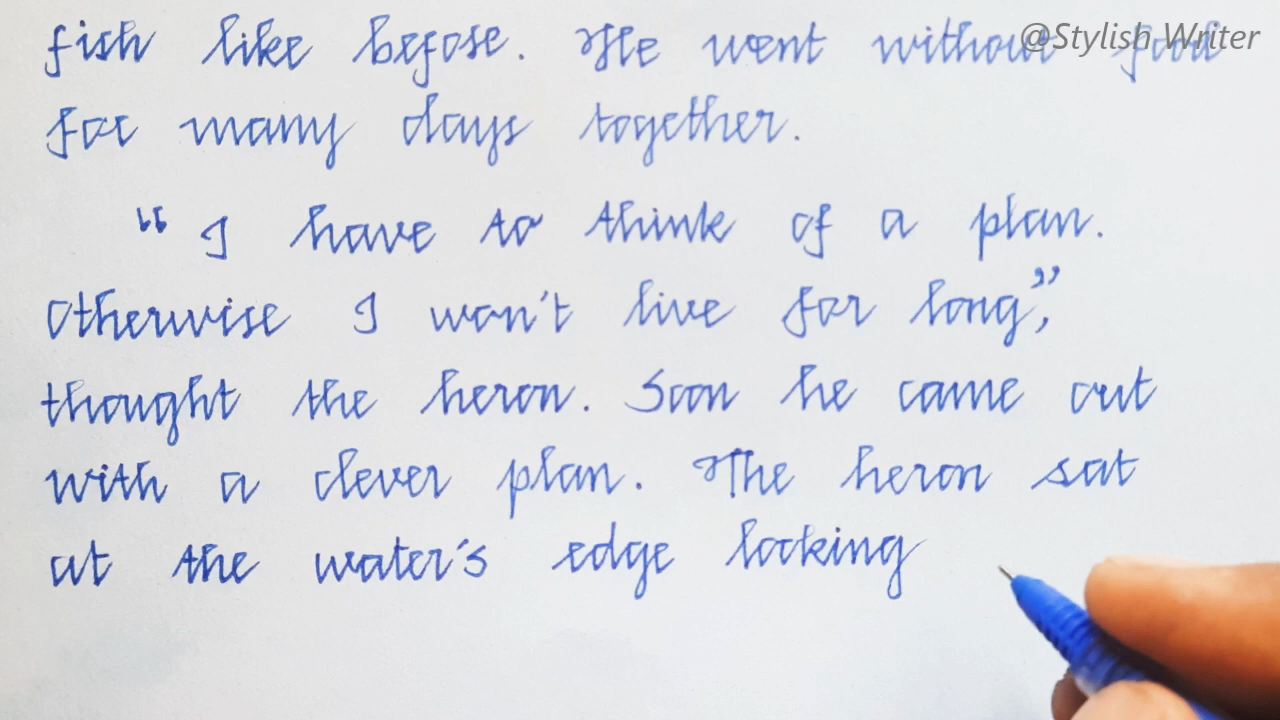 fish like before. He went without food
@Stylish Writer
for many days together.
“ I have to think of a plan.
Otherwise I won't live for long,”
thought the heron. Soon he came out
with a clever plan. The heron sat
at the water's edge looking